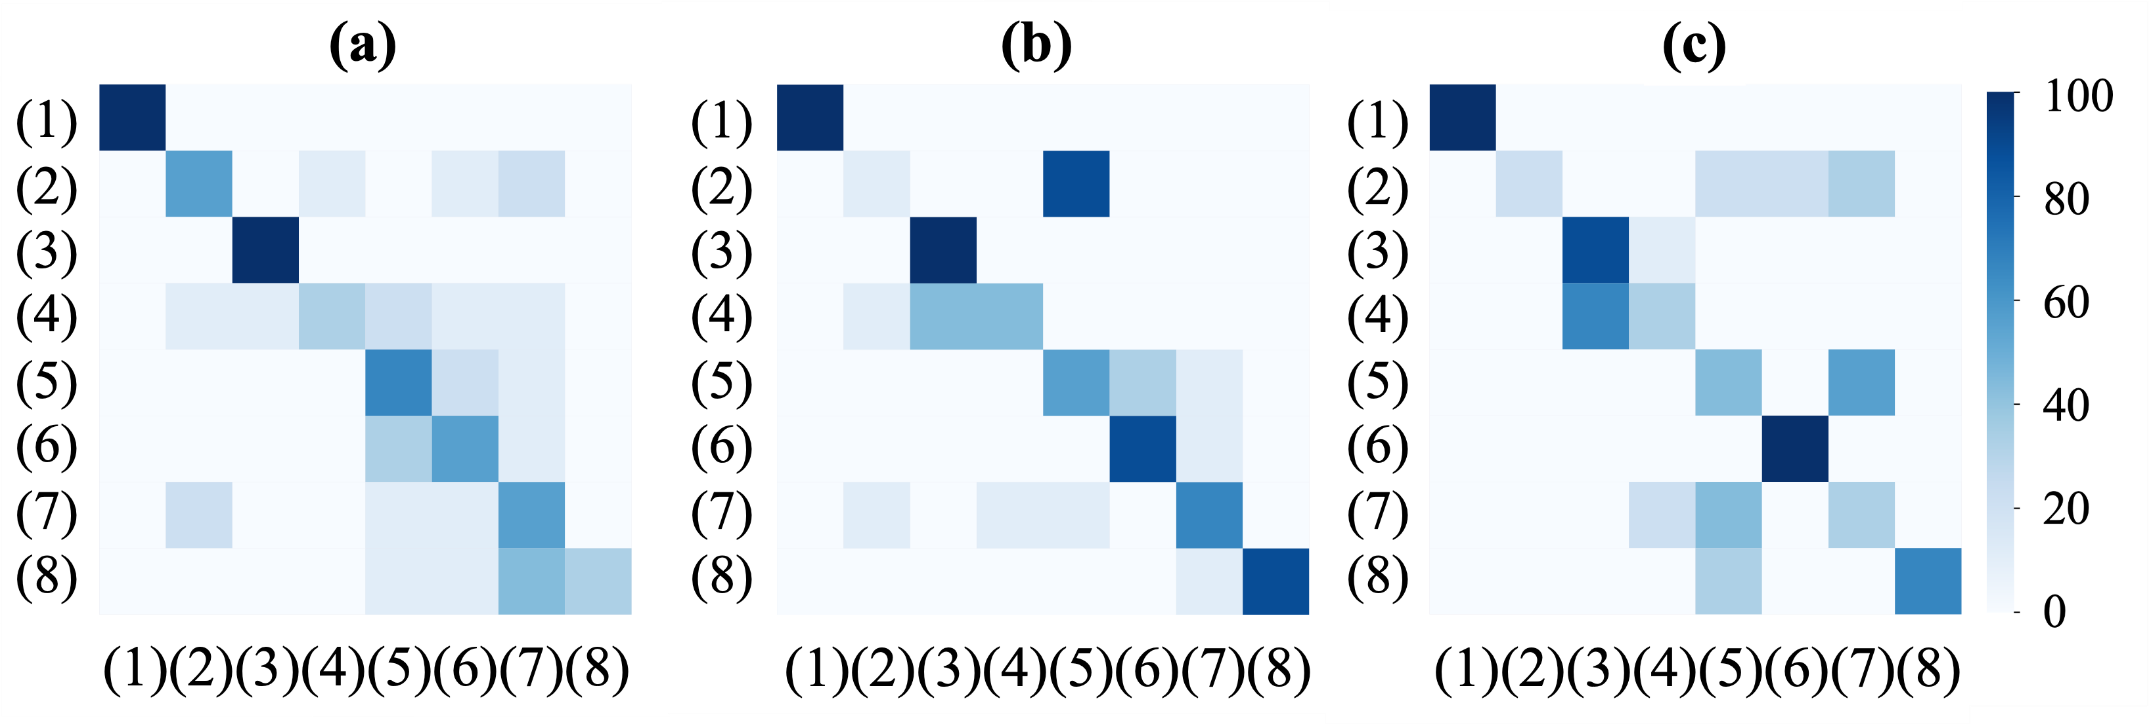 (a) (b) (c)
(1) (1) (1) 100
(2) (2) (2) 80
(3) (3) (3)
(4) (4) (4) 60
(5) (5) (5) 40
(6) (6) (6)
(7) (7) (7) 20
(8) (8) (8) 0
(1)(2)(3)(4)(5)(6)(7)(8) (1)(2)(3)(4)(5)(6)(7)(8) (1)(2)(3)(4)(5)(6)(7)(8)